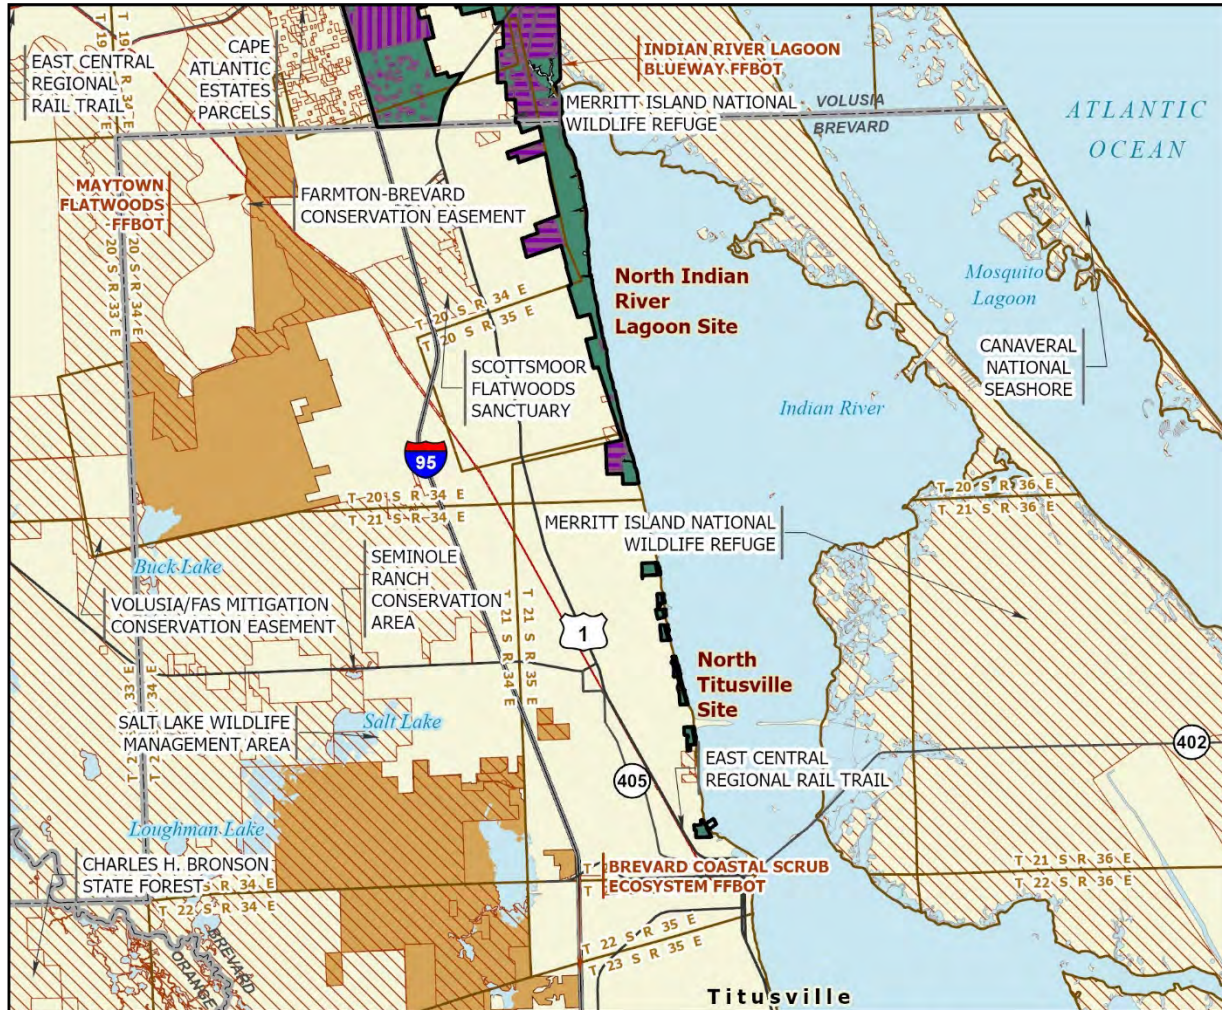 EAST CENTRAL
REGIONAL
RAIL TRAIL
CAPE
ATLANTIC
ESTATES
PARCELS
INDIAN RIVER LAGOON
BLUEWAY FFBOT
MERRITT ISLAND NATIONAL
WILDLIFE REFUGE
VOLUSIA
BREVARD
ATLANTIC
OCEAN
MAYTOWN
FLATWOODS
FFBOT
FARMTON-BREVARD
CONSERVATION EASEMENT
20 S R 33 E
20 S R 34 E
North Indian
River
Lagoon Site
Mosquito
Lagoon
CANAVERAL
NATIONAL
SEASHORE
T 20 S R 34 E
T 20 S R 35 E
SCOTTSMOOR
FLATWOODS
SANCTUARY
Indian River
95
T 20 S R 34 E
T 21 S R 34 E
T 20 S R 36 E
T 21 S R 36 E
MERRITT ISLAND NATIONAL
WILDLIFE REFUGE
Buck Lake
SEMINOLE
RANCH
CONSERVATION
AREA
VOLUSIA/FAS MITIGATION
CONSERVATION EASEMENT
T 21 S R 34 E
T 21 S R 35 E
1
North
Titusville
Site
SALT LAKE WILDLIFE
MANAGEMENT AREA
Salt Lake
402
EAST CENTRAL
REGIONAL RAIL TRAIL
405
Loughman Lake
CHARLES H. BRONSON
STATE FOREST
T 22 S R 34 E
BREVARD COASTAL SCRUB
ECOSYSTEM FFBOT
T 21 S R 36 E
T 22 S R 36 E
BREVARD
ORANGE
T 22 S R 35 E
T 23 S R 35 E
Titusville